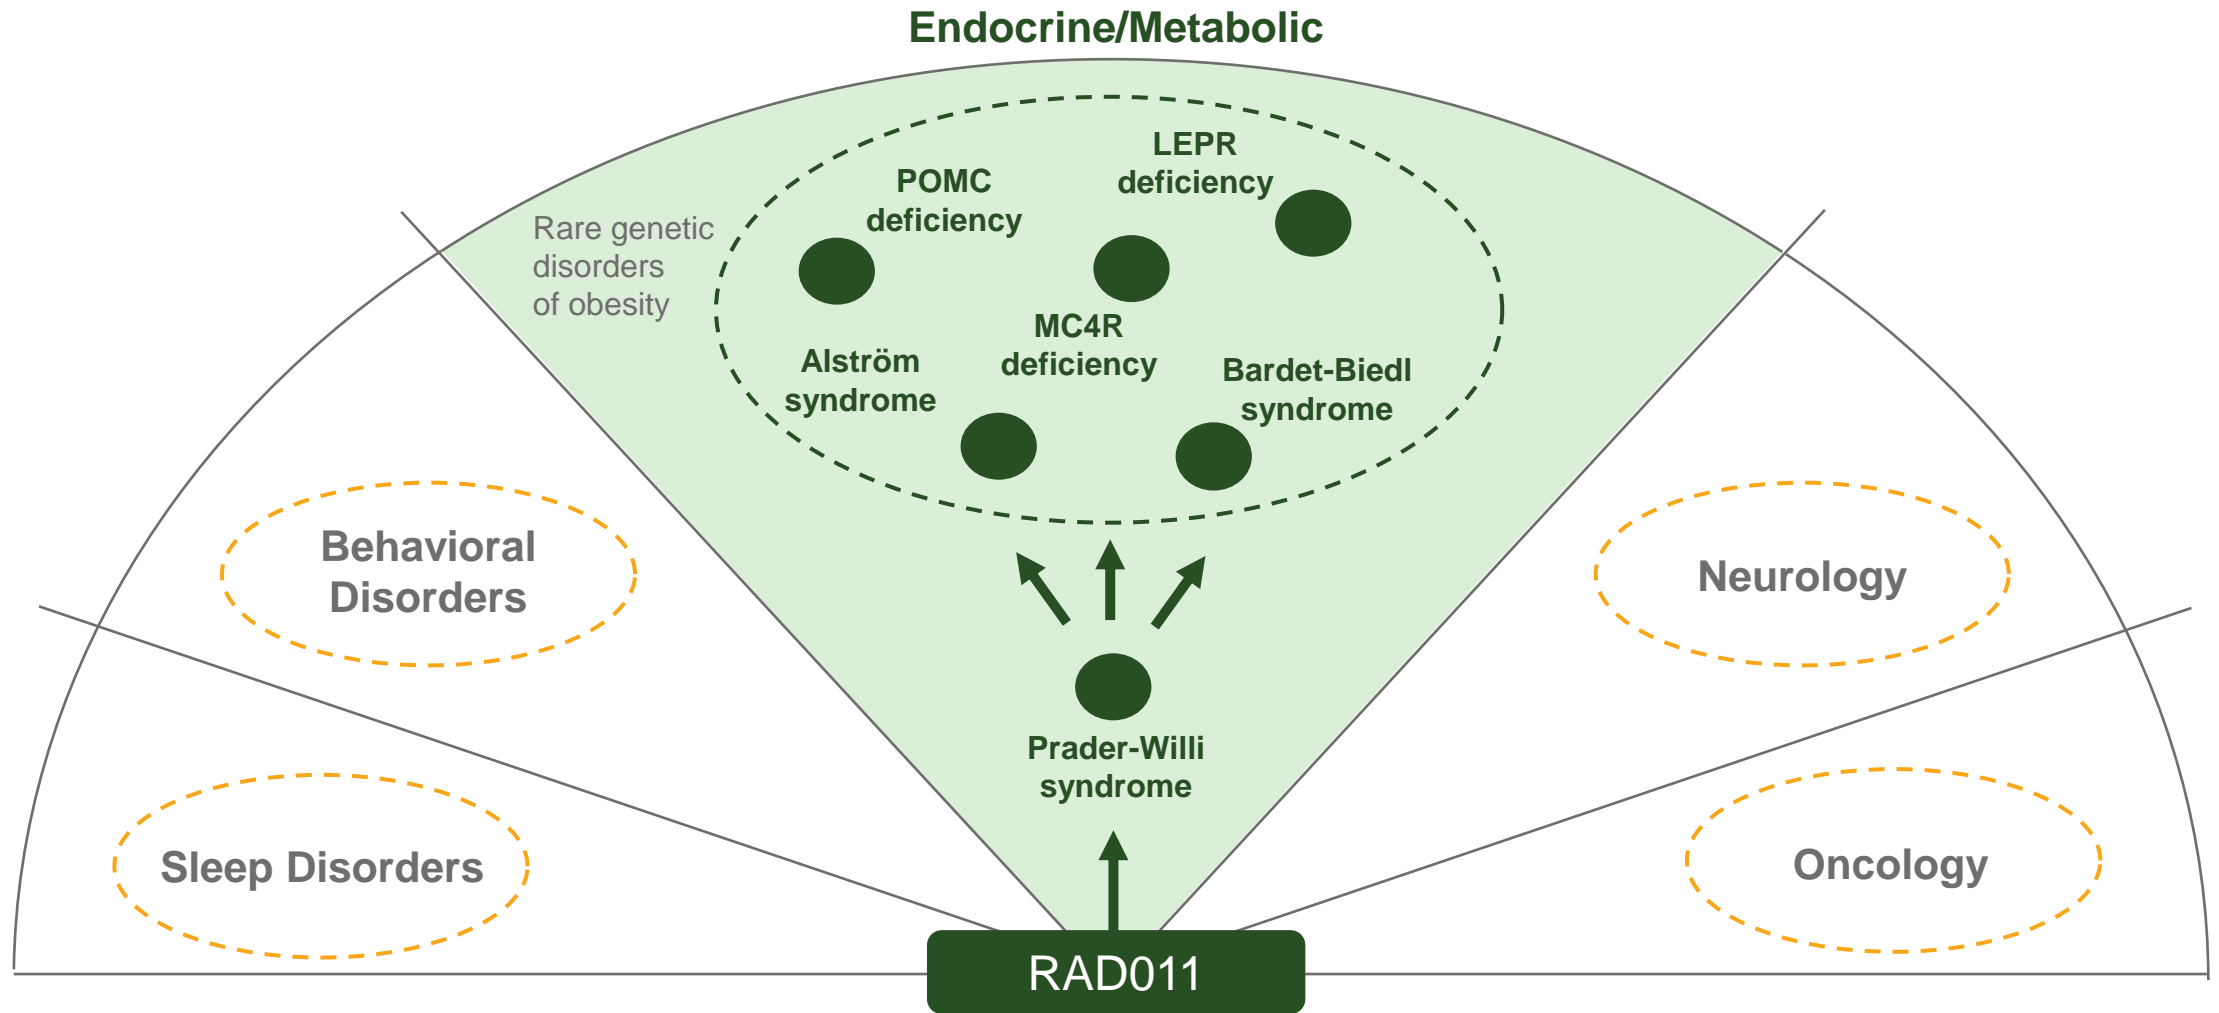 Endocrine/Metabolic
LEPR
deficiency
POMC
deficiency
Rare genetic
disorders
of obesity
MC4R
deficiency
Alström
syndrome
Bardet-Biedl
syndrome
Behavioral
Disorders
Neurology
Prader-Willi
syndrome
Sleep Disorders
Oncology
RAD011